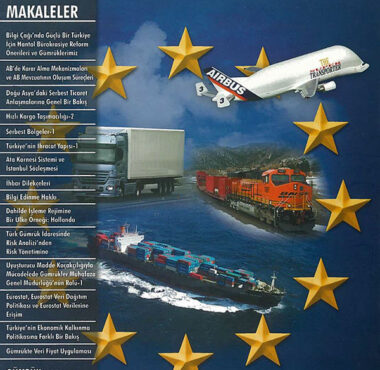 MAKALELER
Bilgi Çağı'nda Güçlü Bir Türkiye
İçin Hantal Bürokrasiye Reform
Önerileri ve Gümrüklerimiz
AB'de Karar Alma Mekanizmaları
ve AB Mevzuatının Oluşum Süreçleri
Doğu Asya'daki Serbest Ticaret
Anlaşmalarına Genel Bir Bakış
Hızlı Kargo Taşımacılığı-2
Serbest Bölgeler-1
Türkiye'nin İhracat Yapısı-1
Ata Karnesi Sistemi ve
İstanbul Sözleşmesi
İhbar Dilekçeleri
Bilgi Edinme Hakkı
Dahilde İşleme Rejimine
Bir Ülke Örneği: Hollanda
Türk Gümrük İdaresinde
Risk Analizi'nden
Risk Yönetimine
Uyuşturucu Madde Kaçakçılığıyla
Mücadelede Gümrükler Muhafaza
Genel Müdürlüğü'nün Rolü-1
Eurostat, Eurostat Veri Dağıtım
Politikası ve Eurostat Verilerine
Erişim
Türkiye'nin Ekonomik Kalkınma
Politikasına Farklı Bir Bakış
Gümrükte Veri Fiyat Uygulaması
AIRBUS
3
3
TRANSPORTER
BNSF